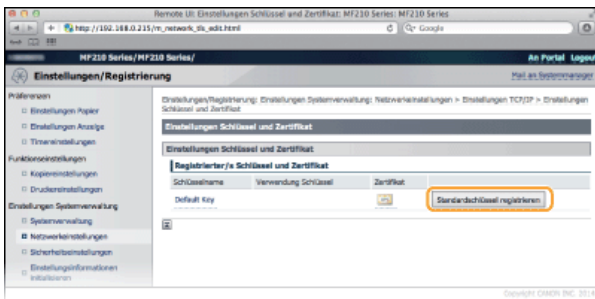 Remote UI: Einstellungen Schlüssel und Zertifikat: MF210 Series: MF210 Series
http://192.168.0.215/m_network_tls_edit.html
Google
MF210 Series/MF210 Series/
An Portal Logout
Einstellungen/Registrierung
Mail an Systemmanager
Präferenzen
Einstellungen Papier
Einstellungen Anzeige
Timereinstellungen
Funktionseinstellungen
Kopiereinstellungen
Druckereinstellungen
Einstellungen Systemverwaltung
Systemverwaltung
Netzwerkeinstellungen
Sicherheitseinstellungen
Einstellungsinformationen
initialisieren
Einstellungen/Registrierung: Einstellungen Systemverwaltung: Netzwerkeinstellungen > Einstellungen TCP/IP > Einstellungen
Schlüssel und Zertifikat
Einstellungen Schlüssel und Zertifikat
Einstellungen Schlüssel und Zertifikat
Registrierter/s Schlüssel und Zertifikat
Schlüsselname Verwendung Schlüssel Zertifikat
Default Key Standardschlüssel registrieren
Copyright CANON INC. 2014